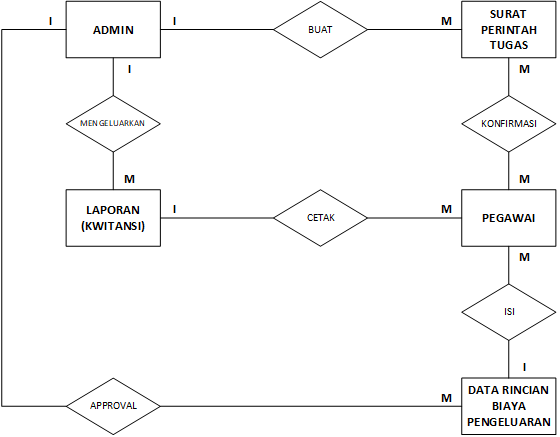 I
ADMIN
I
BUAT
M
SURAT
PERINTAH
TUGAS
I
M
MENGELUARKAN
KONFIRMASI
M
M
LAPORAN
(KWITANSI)
I
CETAK
M
PEGAWAI
M
ISI
I
APPROVAL
M
DATA RINCIAN
BIAYA
PENGELUARAN